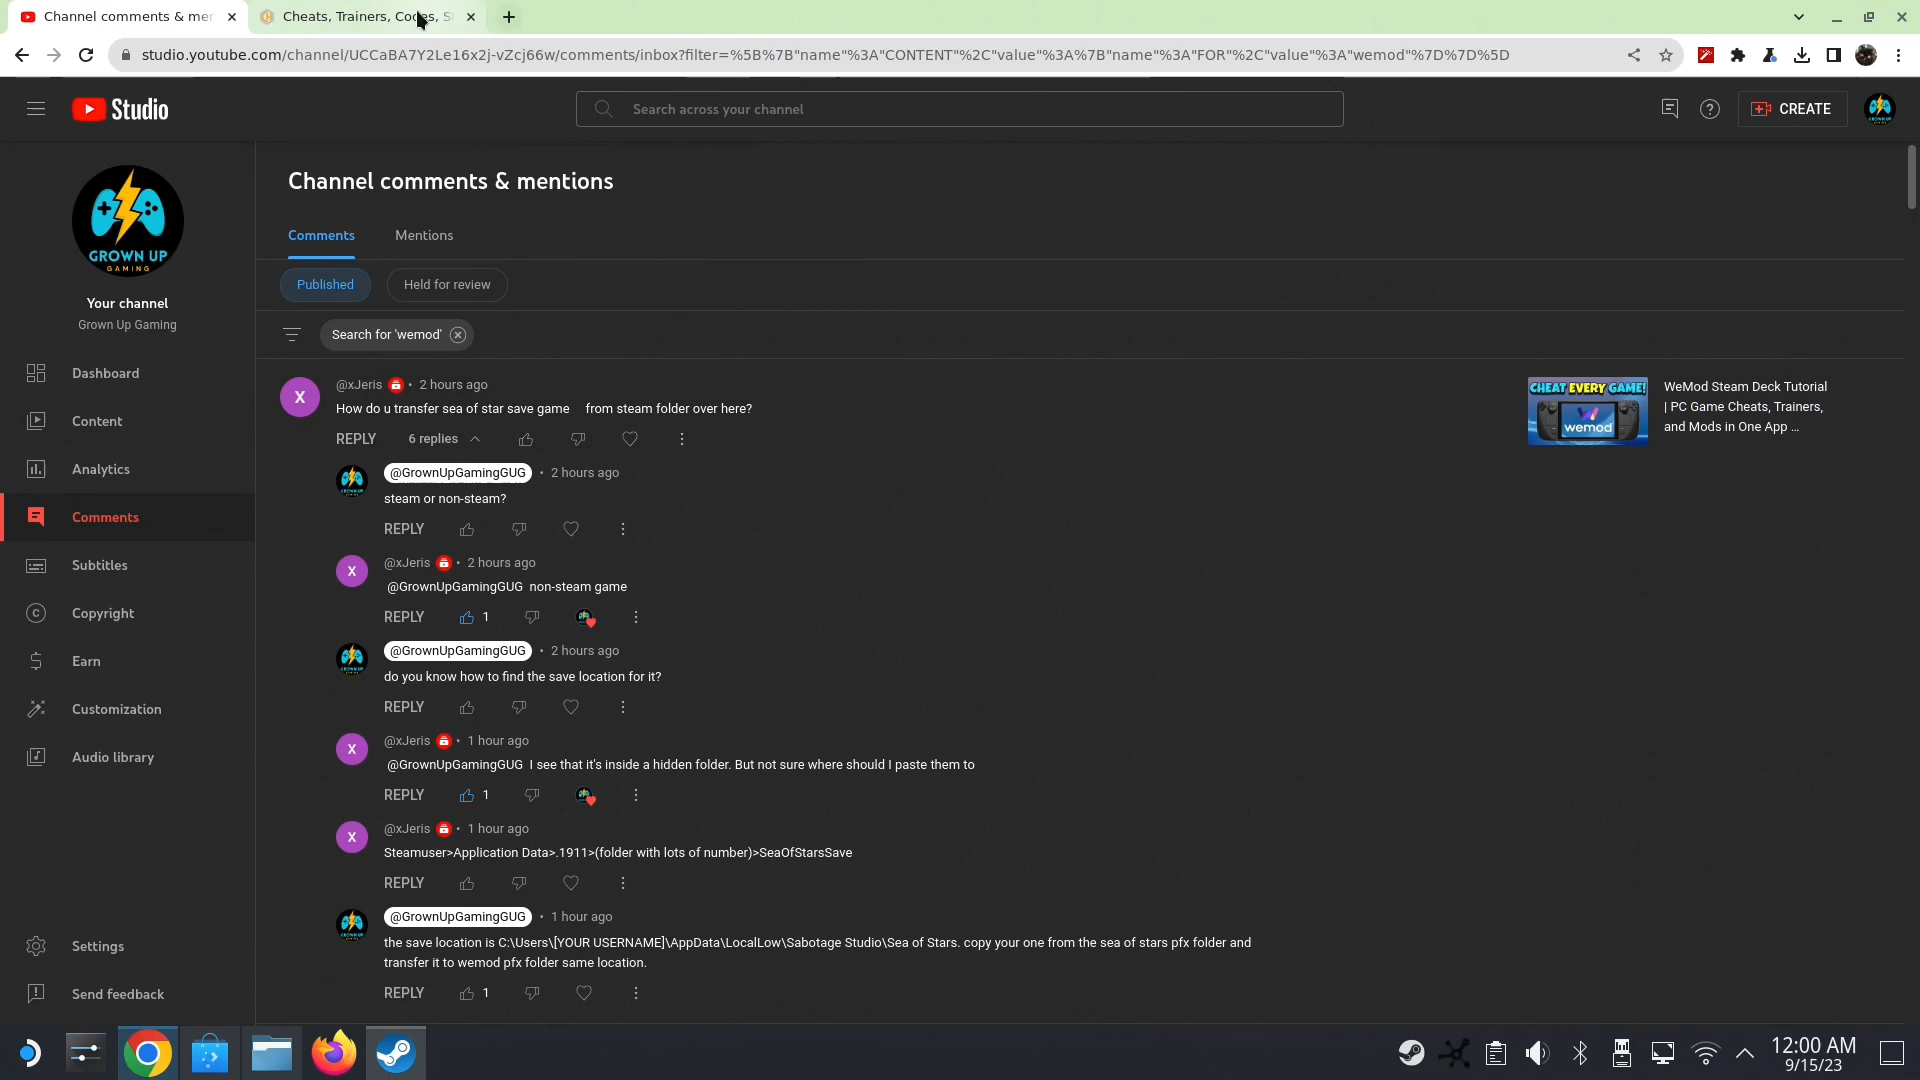 Channel comments & mer
Cheats, Trainers, Codes, S
studio.youtube.com/channel/UCCaBA7Y2Le16x2j-vZcj66w/comments/inbox?filter=%5B%7B"name"%3A"CONTENT"%2C"value"%3A%7B"name"%3A"FOR"%2C"value"%3A"wemod"%7D%7D%5D
Studio
Search across your channel
CREATE
GROWN UP
GAMING
Your channel
Grown Up Gaming
Dashboard
Content
Analytics
Comments
Subtitles
Copyright
Earn
Customization
Audio library
Settings
Send feedback
Channel comments & mentions
Comments
Mentions
Published
Held for review
Search for 'wemod'
X
@xJeris • 2 hours ago
How do u transfer sea of star save game from steam folder over here?
REPLY 6 replies
CHEAT EVERY GAME!
wemod
WeMod Steam Deck Tutorial
| PC Game Cheats, Trainers,
and Mods in One App ...
@GrownUpGamingGUG • 2 hours ago
steam or non-steam?
REPLY
X
@xJeris • 2 hours ago
@GrownUpGamingGUG non-steam game
REPLY 1
@GrownUpGamingGUG • 2 hours ago
do you know how to find the save location for it?
REPLY
X
@xJeris • 1 hour ago
@GrownUpGamingGUG I see that it's inside a hidden folder. But not sure where should I paste them to
REPLY 1
X
@xJeris • 1 hour ago
Steamuser>Application Data>.1911>(folder with lots of number)>SeaOfStarsSave
REPLY
@GrownUpGamingGUG • 1 hour ago
the save location is C:\Users\[YOUR USERNAME]\AppData\LocalLow\Sabotage Studio\Sea of Stars. copy your one from the sea of stars pfx folder and
transfer it to wemod pfx folder same location.
REPLY 1
12:00 AM
9/15/23